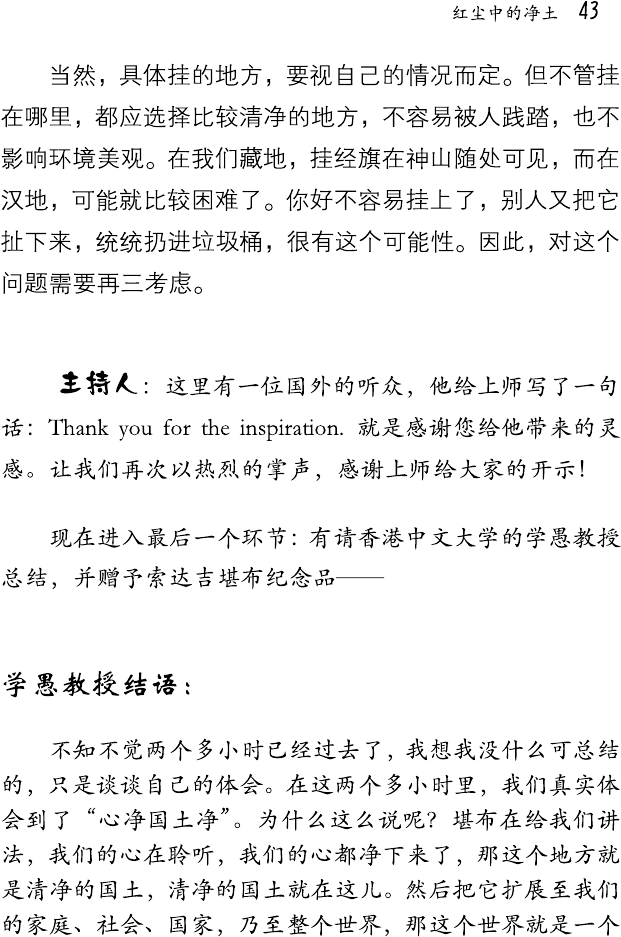 红尘中的净土 43
当然，具体挂的地方，要视自己的情况而定。但不管挂
在哪里，都应选择比较清净的地方，不容易被人践踏，也不
影响环境美观。在我们藏地，挂经旗在神山随处可见，而在
汉地，可能就比较困难了。你好不容易挂上了，别人又把它
扯下来，统统扔进垃圾桶，很有这个可能性。因此，对这个
问题需要再三考虑。
主持人：这里有一位国外的听众，他给上师写了一句
话：Thank you for the inspiration. 就是感谢您给他带来的灵
感。让我们再次以热烈的掌声，感谢上师给大家的开示！
现在进入最后一个环节：有请香港中文大学的学愚教授
总结，并赠予索达吉堪布纪念品——
学愚教授结语：
不知不觉两个多小时已经过去了，我想我没什么可总结
的，只是谈谈自己的体会。在这两个多小时里，我们真实体
会到了“心净国土净”。为什么这么说呢？堪布在给我们讲
法，我们的心在聆听，我们的心都净下来了，那这个地方就
是清净的国土，清净的国土就在这儿。然后把它扩展至我们
的家庭、社会、国家，乃至整个世界，那这个世界就是一个